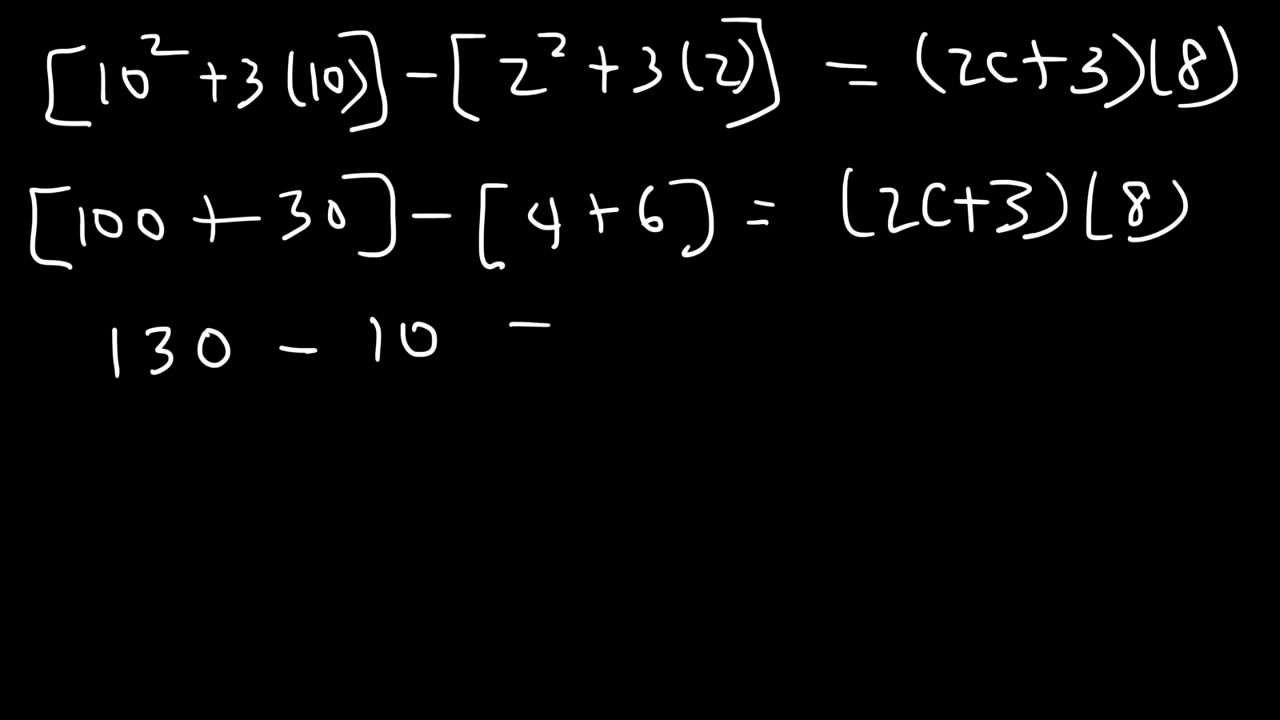 [10² + 3(10)] - [2² + 3(2)] = (2c+3)(8)
[100 + 30] - [4+6] = (2c+3)(8)
130 - 10 -